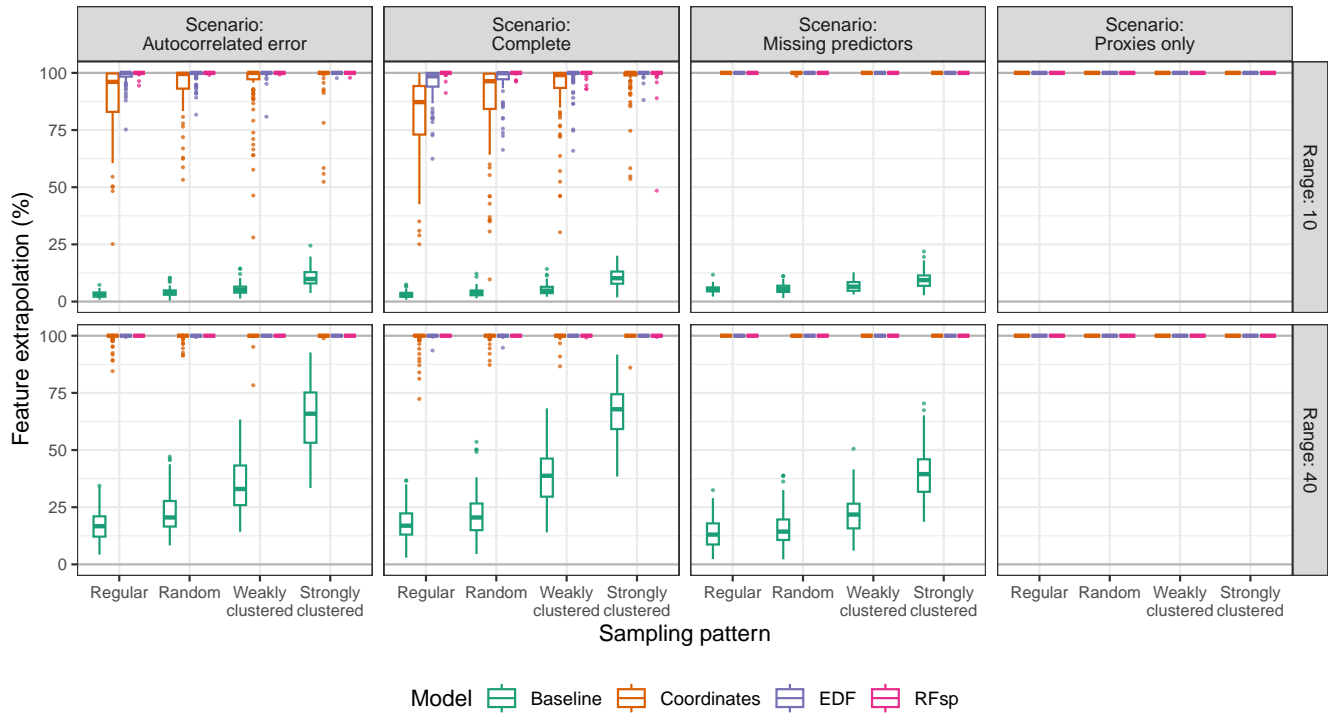 Scenario:
Autocorrelated error
Scenario:
Complete
Scenario:
Missing predictors
Scenario:
Proxies only
Feature extrapolation (%)
100
75
50
25
0
Range: 10
100
75
50
25
0
Range: 40
Regular
Random
Weakly
clustered
Strongly
clustered
Regular
Random
Weakly
clustered
Strongly
clustered
Regular
Random
Weakly
clustered
Strongly
clustered
Regular
Random
Weakly
clustered
Strongly
clustered
Sampling pattern
Model
Baseline
Coordinates
EDF
RFsp